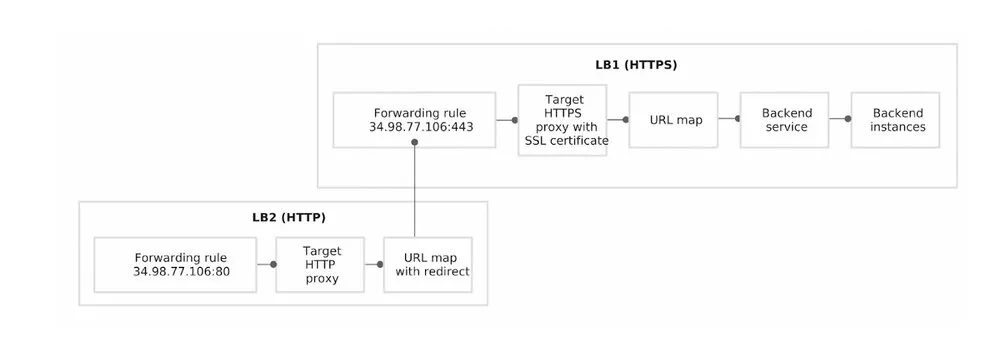 LB1 (HTTPS)
Forwarding rule
34.98.77.106:443
Target
HTTPS
proxy with
SSL certificate
URL map
Backend
service
Backend
instances
LB2 (HTTP)
Forwarding rule
34.98.77.106:80
Target
HTTP
proxy
URL map
with redirect